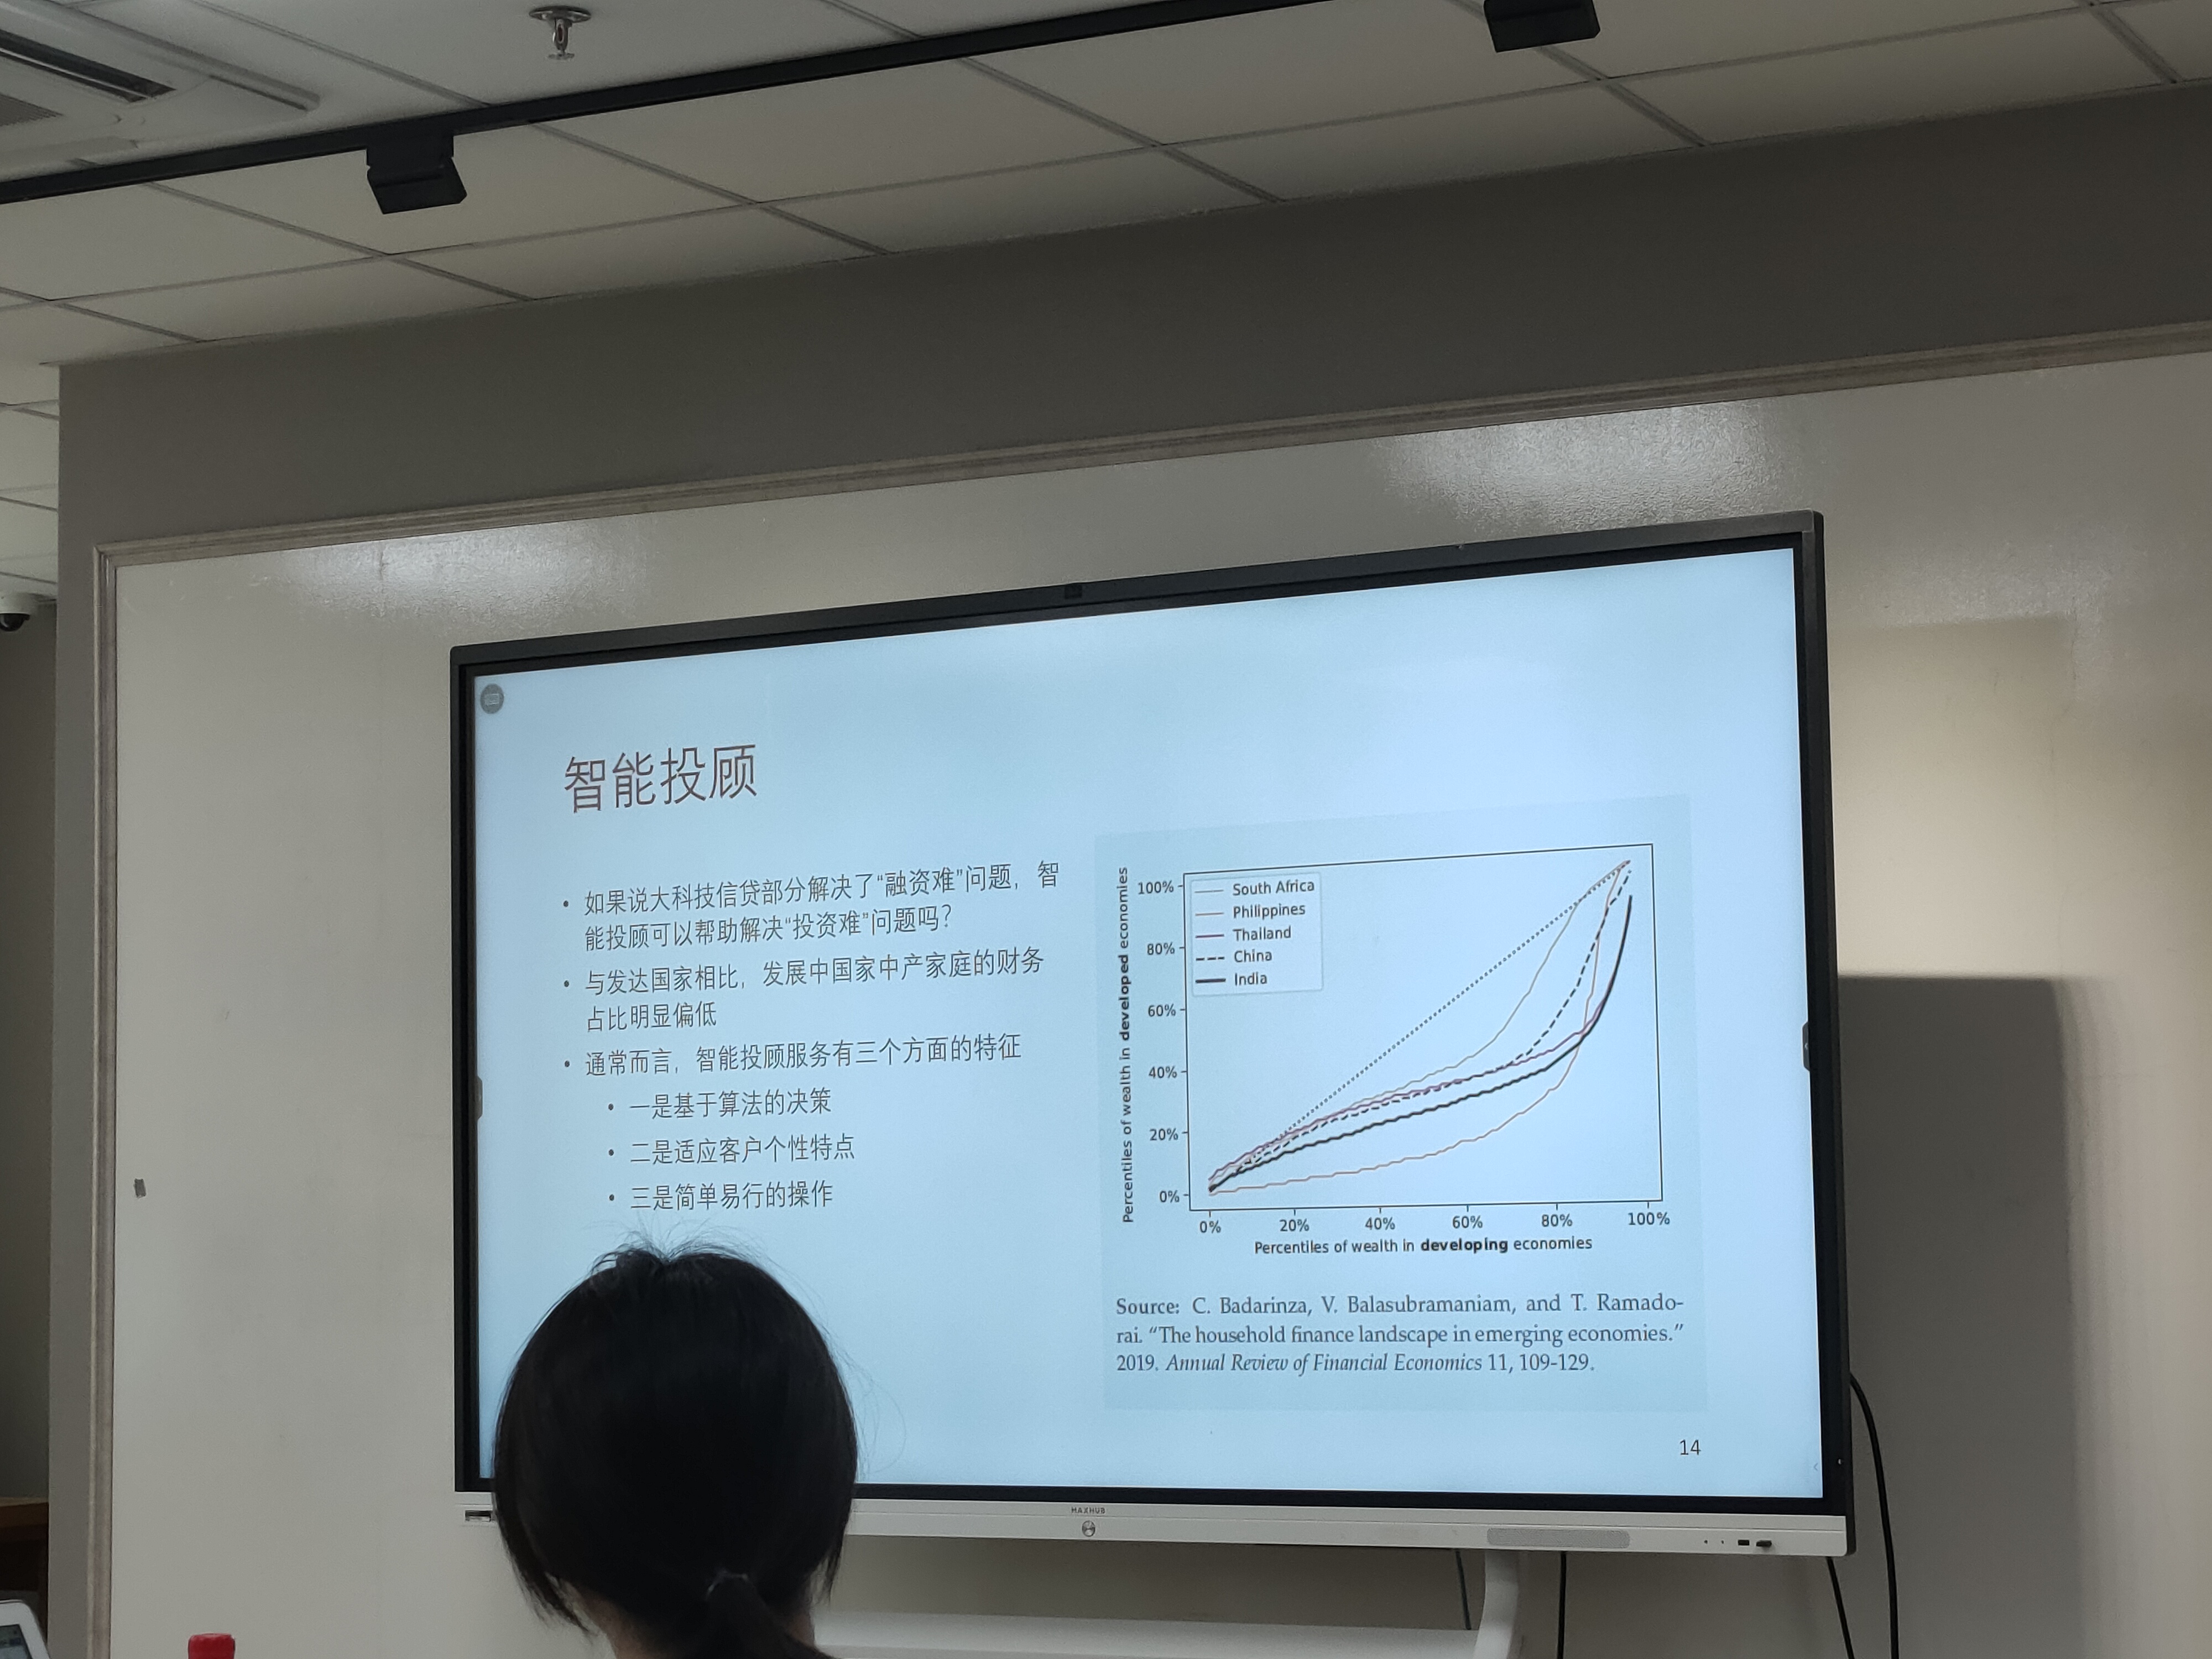 智能投顾
• 如果说大科技信贷部分解决了“融资难”问题，智
能投顾可以帮助解决“投资难”问题吗？
• 与发达国家相比，发展中国家中产家庭的财务
占比明显偏低
• 通常而言，智能投顾服务有三个方面的特征
• 一是基于算法的决策
• 二是适应客户个性特点
• 三是简单易行的操作
Percentiles of wealth in developed economies
100%
80%
60%
40%
20%
0%
South Africa
Philippines
Thailand
China
India
0% 20% 40% 60% 80% 100%
Percentiles of wealth in developing economies
Source: C. Badarinza, V. Balasubramaniam, and T. Ramado-
rai. “The household finance landscape in emerging economies.”
2019. Annual Review of Financial Economics 11, 109-129.
14
MAXHUB